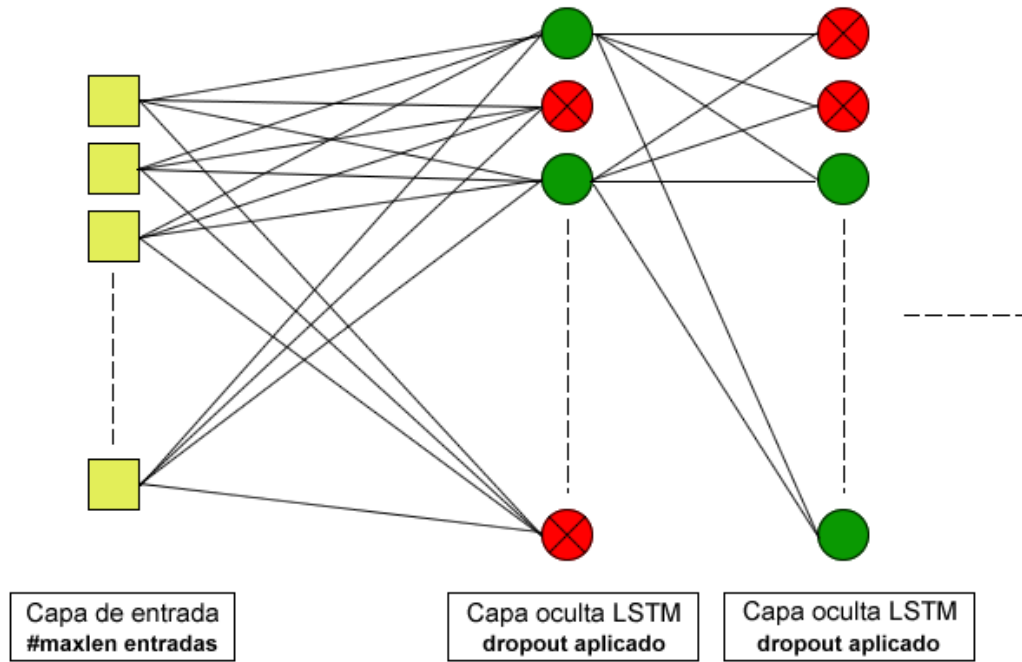 Capa de entrada
#maxlen entradas
Capa oculta LSTM
dropout aplicado
Capa oculta LSTM
dropout aplicado